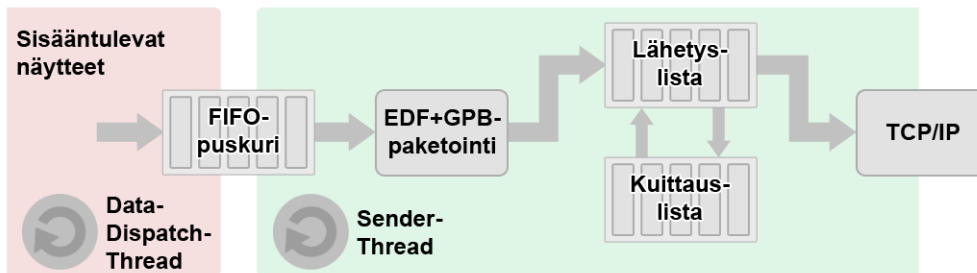 Sisääntulevat
näytteet
FIFO-
puskuri
EDF+GPB-
paketointi
Lähetys-
lista
Kuittaus-
lista
TCP/IP
Data-
Dispatch-
Thread
Sender-
Thread